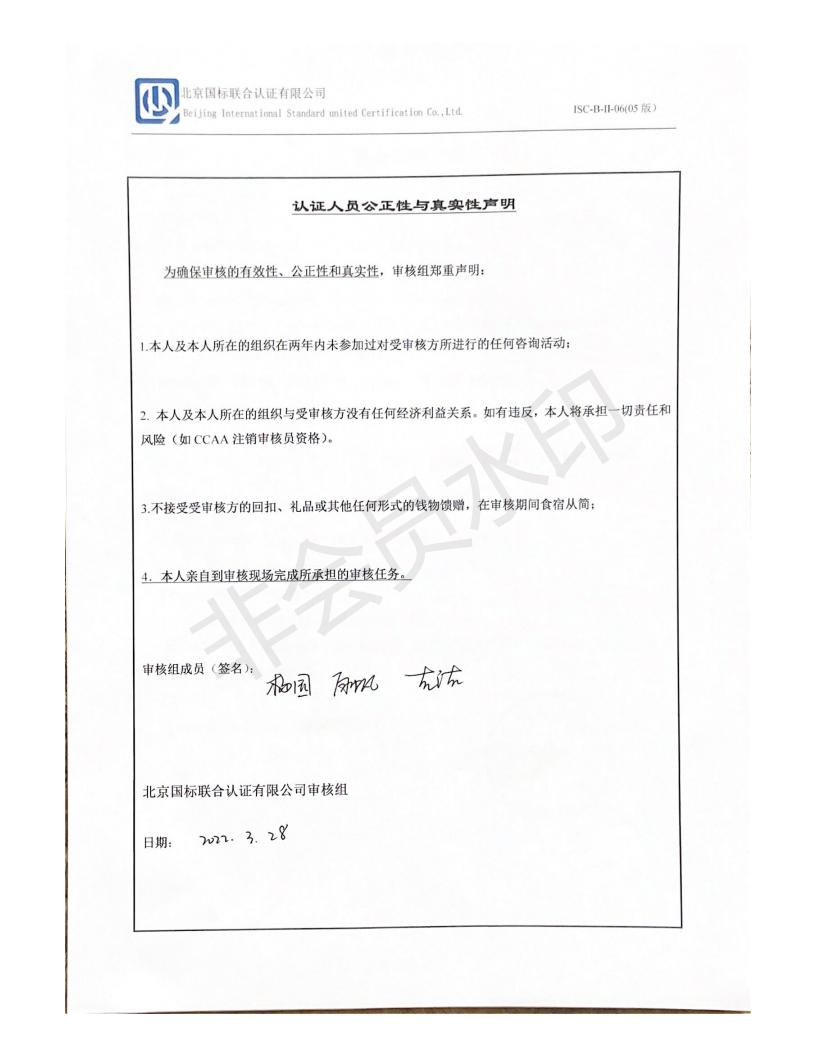 北京国标联合认证有限公司
Beijing International Standard united Certification Co.,Ltd.
ISC-B-II-06(05版)
认证人员公正性与真实性声明
为确保审核的有效性、公正性和真实性，审核组郑重声明：
1.本人及本人所在的组织在两年内未参加过对受审核方所进行的任何咨询活动；
2. 本人及本人所在的组织与受审核方没有任何经济利益关系。如有违反，本人将承担一切责任和
风险（如 CCAA 注销审核员资格）。
3.不接受受审核方的回扣、礼品或其他任何形式的钱物馈赠，在审核期间食宿从简；
4．本人亲自到审核现场完成所承担的审核任务。
非会员水印
审核组成员（签名）：
北京国标联合认证有限公司审核组
日期： 2022. 3. 28